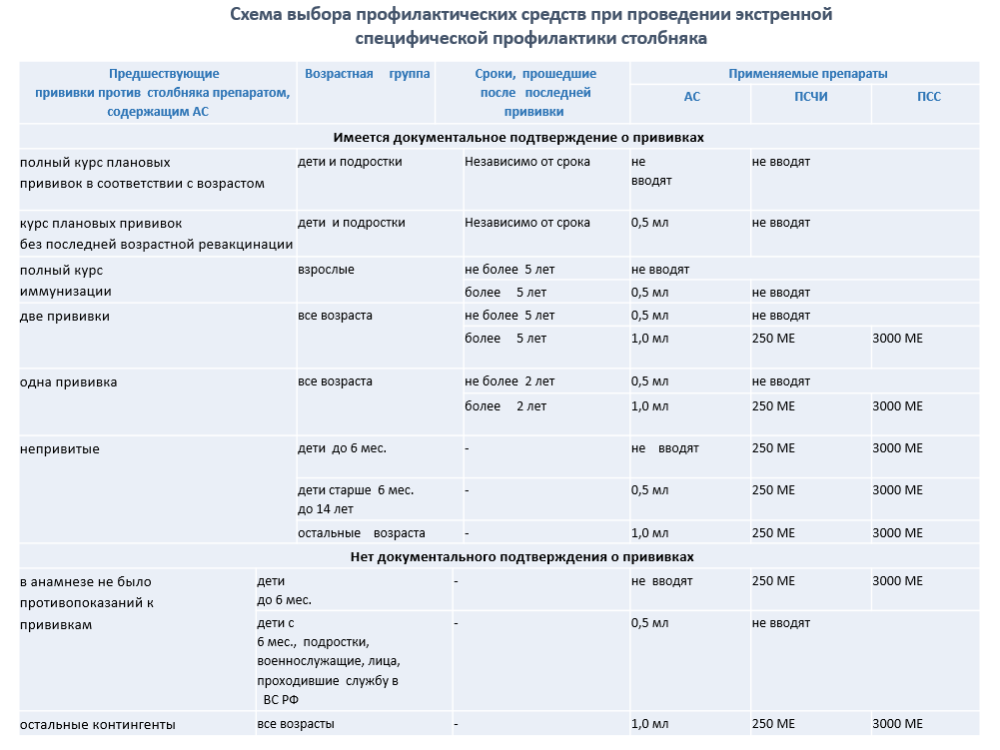 Схема выбора профилактических средств при проведении экстренной
специфической профилактики столбняка
Предшествующие
прививки против столбняка препаратом,
содержащим АС
Возрастная группа
Сроки, прошедшие
после последней
прививки
Применяемые препараты
АС ПСЧИ ПСС
Имеется документальное подтверждение о прививках
полный курс плановых
прививок в соответствии с возрастом
дети и подростки
Независимо от срока
не
вводят
не вводят
курс плановых прививок
без последней возрастной ревакцинации
дети и подростки
Независимо от срока
0,5 мл
не вводят
полный курс
иммунизации
взрослые
не более 5 лет
не вводят
более 5 лет
0,5 мл
не вводят
две прививки
все возраста
не более 5 лет
0,5 мл
не вводят
более 5 лет
1,0 мл
250 МЕ
3000 МЕ
одна прививка
все возраста
не более 2 лет
0,5 мл
не вводят
более 2 лет
1,0 мл
250 МЕ
3000 МЕ
непривитые
дети до 6 мес.
-
не вводят
250 МЕ
3000 МЕ
дети старше 6 мес.
до 14 лет
-
0,5 мл
250 МЕ
3000 МЕ
остальные возраста
-
1,0 мл
250 МЕ
3000 МЕ
Нет документального подтверждения о прививках
в анамнезе не было
противопоказаний к
прививкам
дети
до 6 мес.
-
не вводят
250 МЕ
3000 МЕ
дети с
6 мес., подростки,
военнослужащие, лица,
проходившие службу в
ВС РФ
-
0,5 мл
не вводят
остальные контингенты
все возрасты
-
1,0 мл
250 МЕ
3000 МЕ